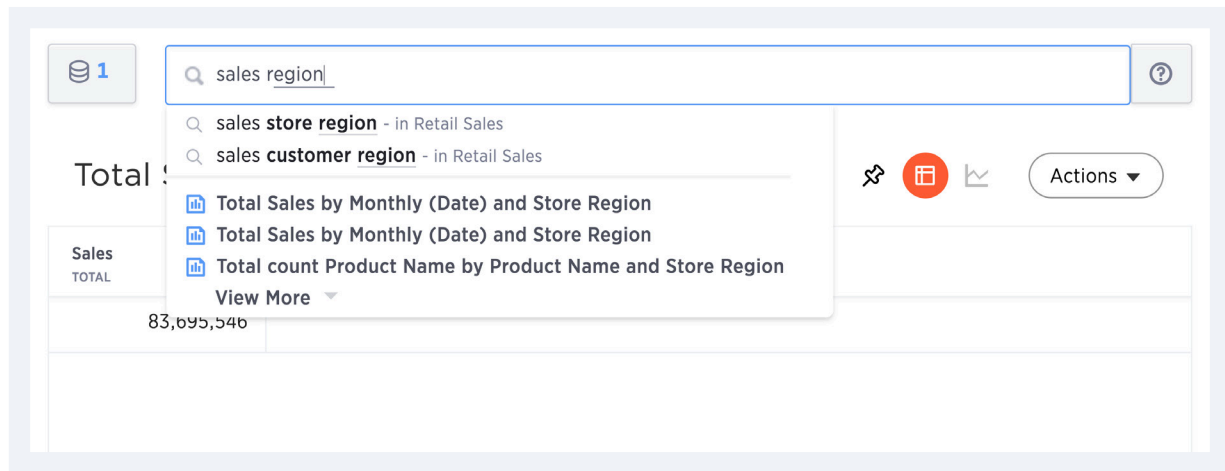 1
sales region
sales store region - in Retail Sales
sales customer region - in Retail Sales
Total S
Actions
Total Sales by Monthly (Date) and Store Region
Total Sales by Monthly (Date) and Store Region
Total count Product Name by Product Name and Store Region
View More
Sales
TOTAL
83,695,546